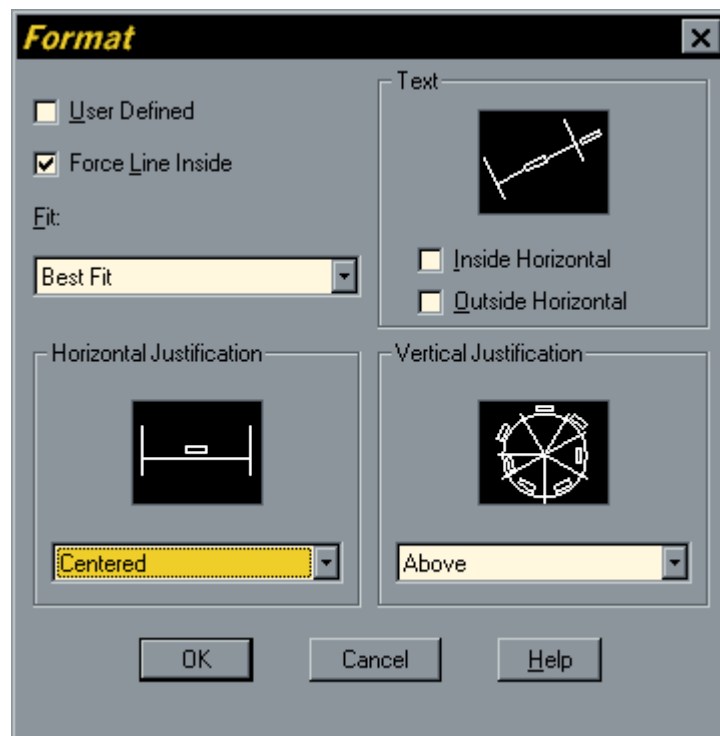 Format
User Defined
Force Line Inside
Fit:
Best Fit
Text
Inside Horizontal
Outside Horizontal
Horizontal Justification
Centered
Vertical Justification
Above
OK
Cancel
Help